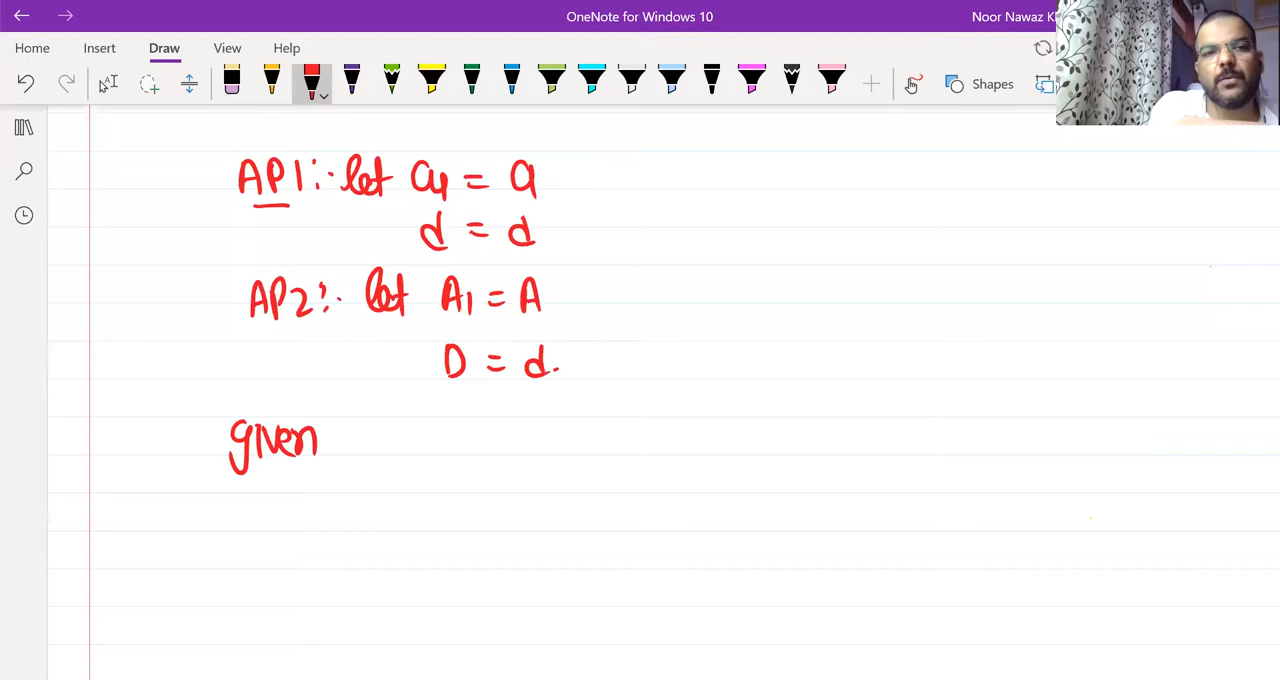 OneNote for Windows 10
Noor Nawaz K
Home Insert Draw View Help
Shapes
AP1:· let a1 = a
d = d
AP2:· let A1 = A
D = d.
given